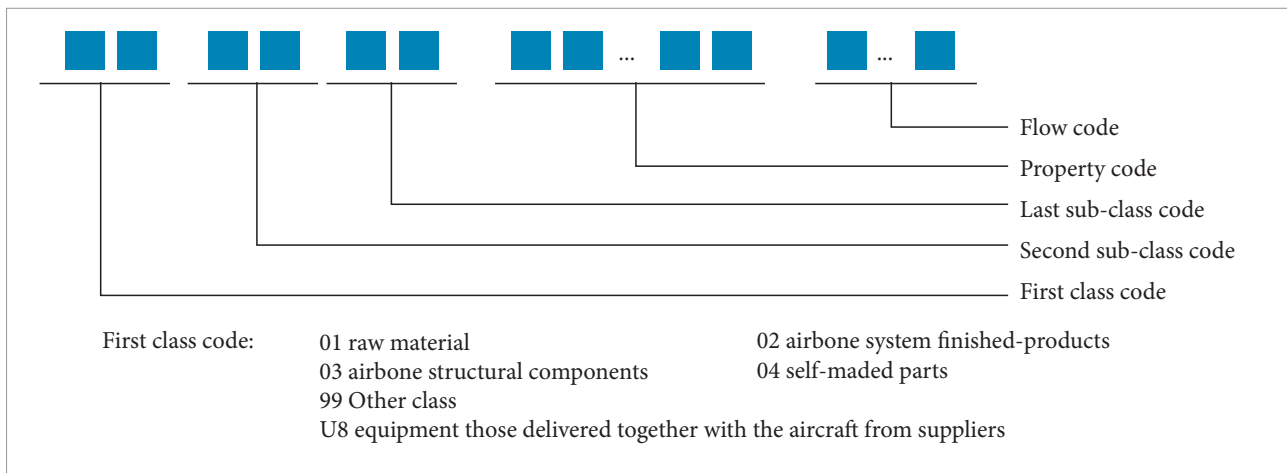 ... ...
Flow code
Property code
Last sub-class code
Second sub-class code
First class code
First class code: 01 raw material 02 airbone system finished-products
03 airbone structural components 04 self-maded parts
99 Other class
U8 equipment those delivered together with the aircraft from suppliers